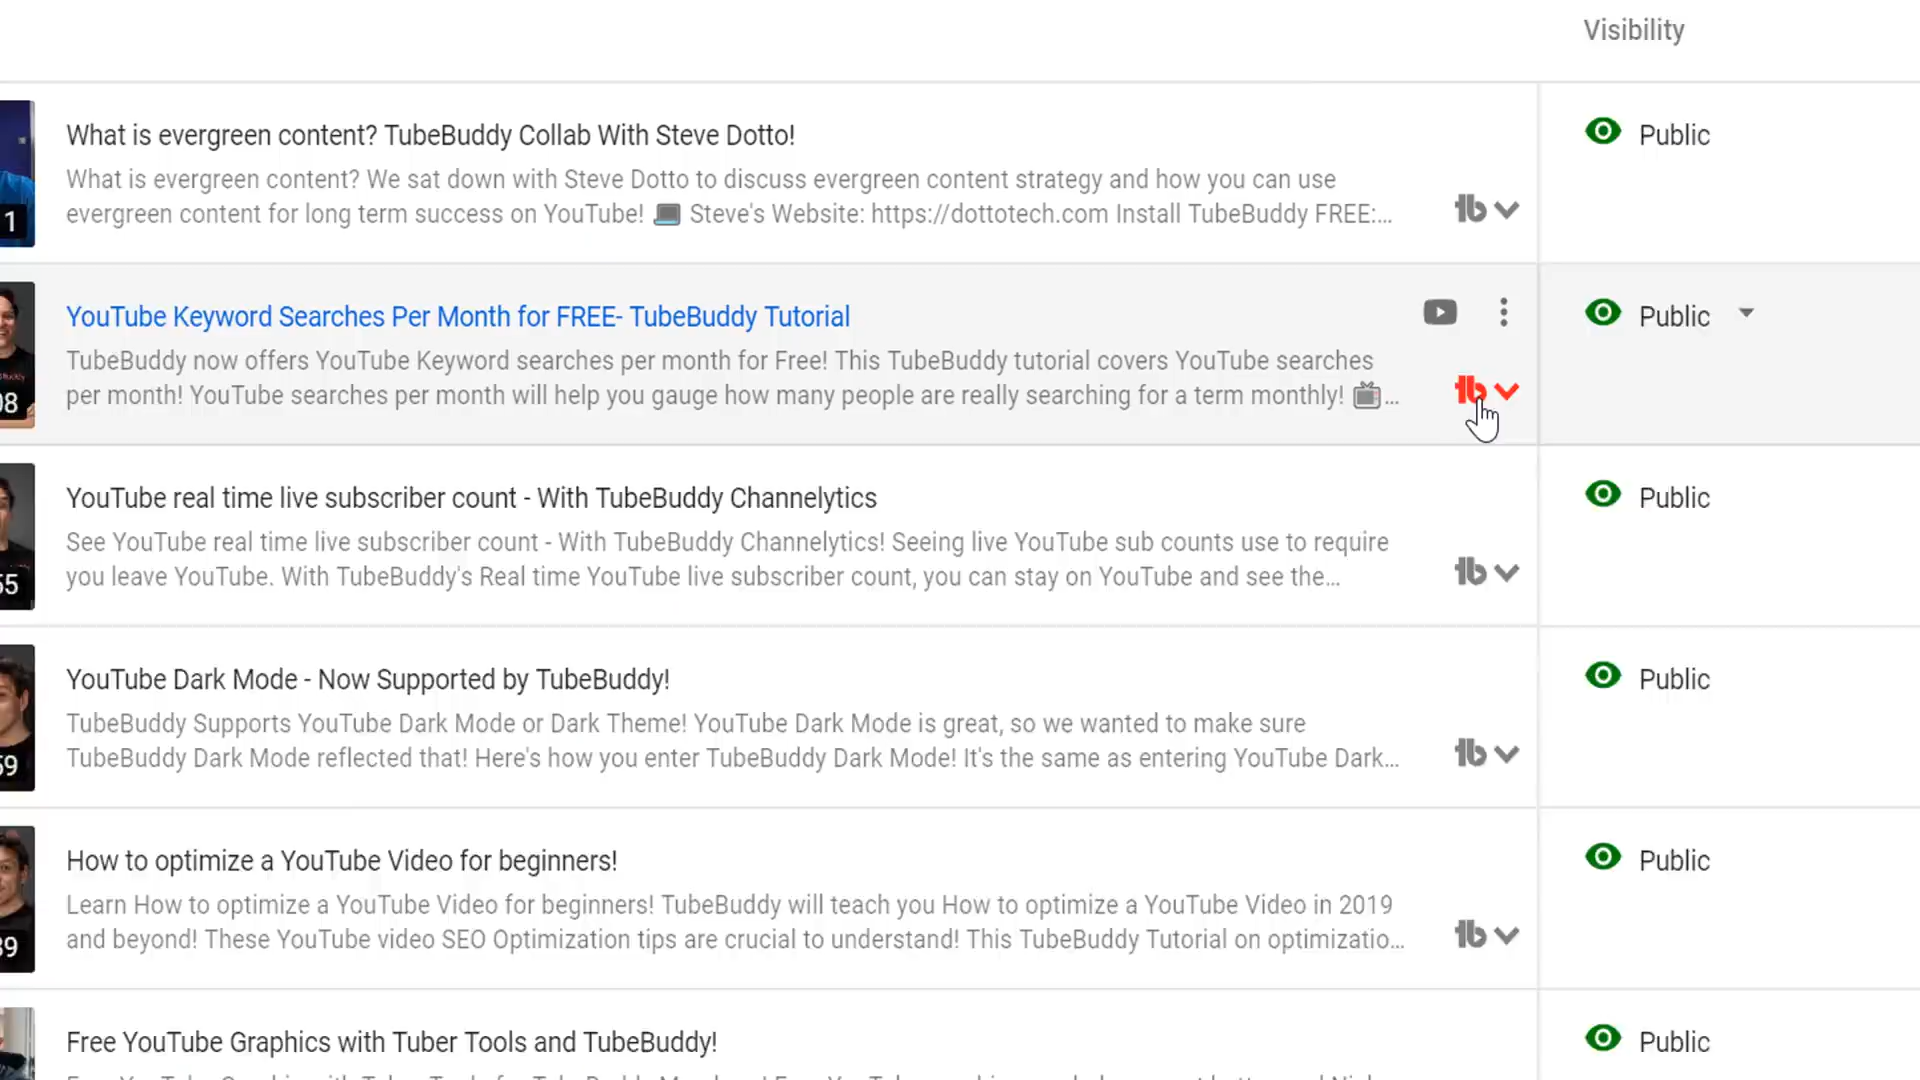 Visibility
What is evergreen content? TubeBuddy Collab With Steve Dotto!
Public
What is evergreen content? We sat down with Steve Dotto to discuss evergreen content strategy and how you can use
evergreen content for long term success on YouTube! 💻 Steve's Website: https://dottotech.com Install TubeBuddy FREE:...
1
tb
YouTube Keyword Searches Per Month for FREE- TubeBuddy Tutorial
Public
TubeBuddy now offers YouTube Keyword searches per month for Free! This TubeBuddy tutorial covers YouTube searches
per month! YouTube searches per month will help you gauge how many people are really searching for a term monthly! 📺...
08
tb
YouTube real time live subscriber count - With TubeBuddy Channelytics
Public
See YouTube real time live subscriber count - With TubeBuddy Channelytics! Seeing live YouTube sub counts use to require
you leave YouTube. With TubeBuddy's Real time YouTube live subscriber count, you can stay on YouTube and see the...
55
tb
YouTube Dark Mode - Now Supported by TubeBuddy!
Public
TubeBuddy Supports YouTube Dark Mode or Dark Theme! YouTube Dark Mode is great, so we wanted to make sure
TubeBuddy Dark Mode reflected that! Here's how you enter TubeBuddy Dark Mode! It's the same as entering YouTube Dark...
59
tb
How to optimize a YouTube Video for beginners!
Public
Learn How to optimize a YouTube Video for beginners! TubeBuddy will teach you How to optimize a YouTube Video in 2019
and beyond! These YouTube video SEO Optimization tips are crucial to understand! This TubeBuddy Tutorial on optimizatio...
39
tb
Free YouTube Graphics with Tuber Tools and TubeBuddy!
Public